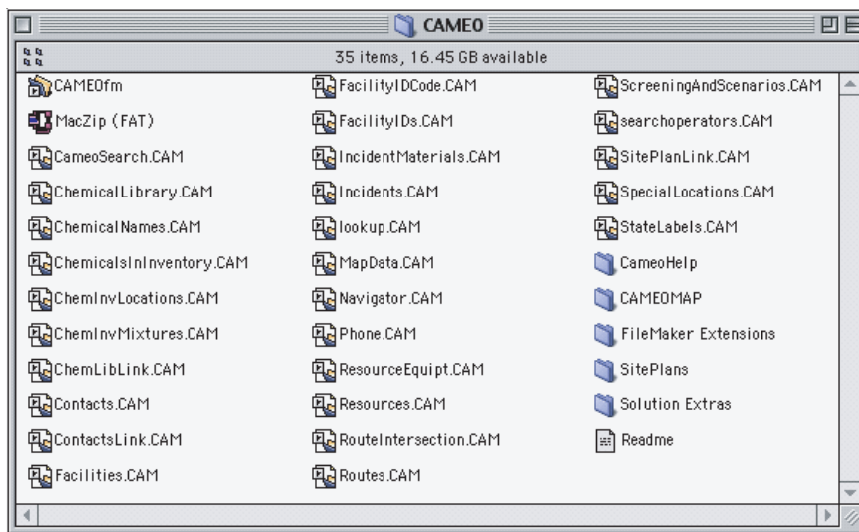 CAMEO
35 items, 16.45 GB available
CAMEOfm
MacZip (FAT)
CameoSearch.CAM
ChemicalLibrary.CAM
ChemicalNames.CAM
ChemicalsInInventory.CAM
ChemInvLocations.CAM
ChemInvMixtures.CAM
ChemLibLink.CAM
Contacts.CAM
ContactsLink.CAM
Facilities.CAM
FacilityIDCode.CAM
FacilityIDs.CAM
IncidentMaterials.CAM
Incidents.CAM
lookup.CAM
MapData.CAM
Navigator.CAM
Phone.CAM
ResourceEquipt.CAM
Resources.CAM
RouteIntersection.CAM
Routes.CAM
ScreeningAndScenarios.CAM
searchoperators.CAM
SitePlanLink.CAM
SpecialLocations.CAM
StateLabels.CAM
CameoHelp
CAMEOMAP
FileMaker Extensions
SitePlans
Solution Extras
Readme